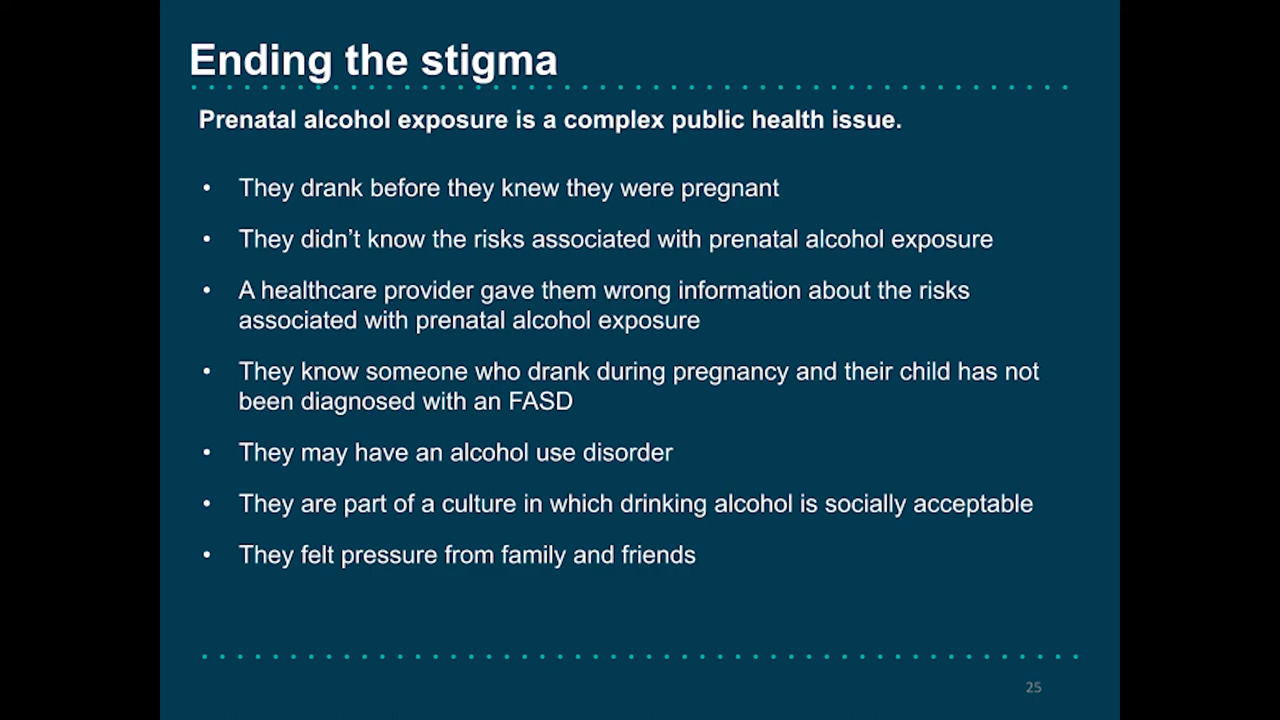 Ending the stigma
Prenatal alcohol exposure is a complex public health issue.
• They drank before they knew they were pregnant
• They didn’t know the risks associated with prenatal alcohol exposure
• A healthcare provider gave them wrong information about the risks
associated with prenatal alcohol exposure
• They know someone who drank during pregnancy and their child has not
been diagnosed with an FASD
• They may have an alcohol use disorder
• They are part of a culture in which drinking alcohol is socially acceptable
• They felt pressure from family and friends
25